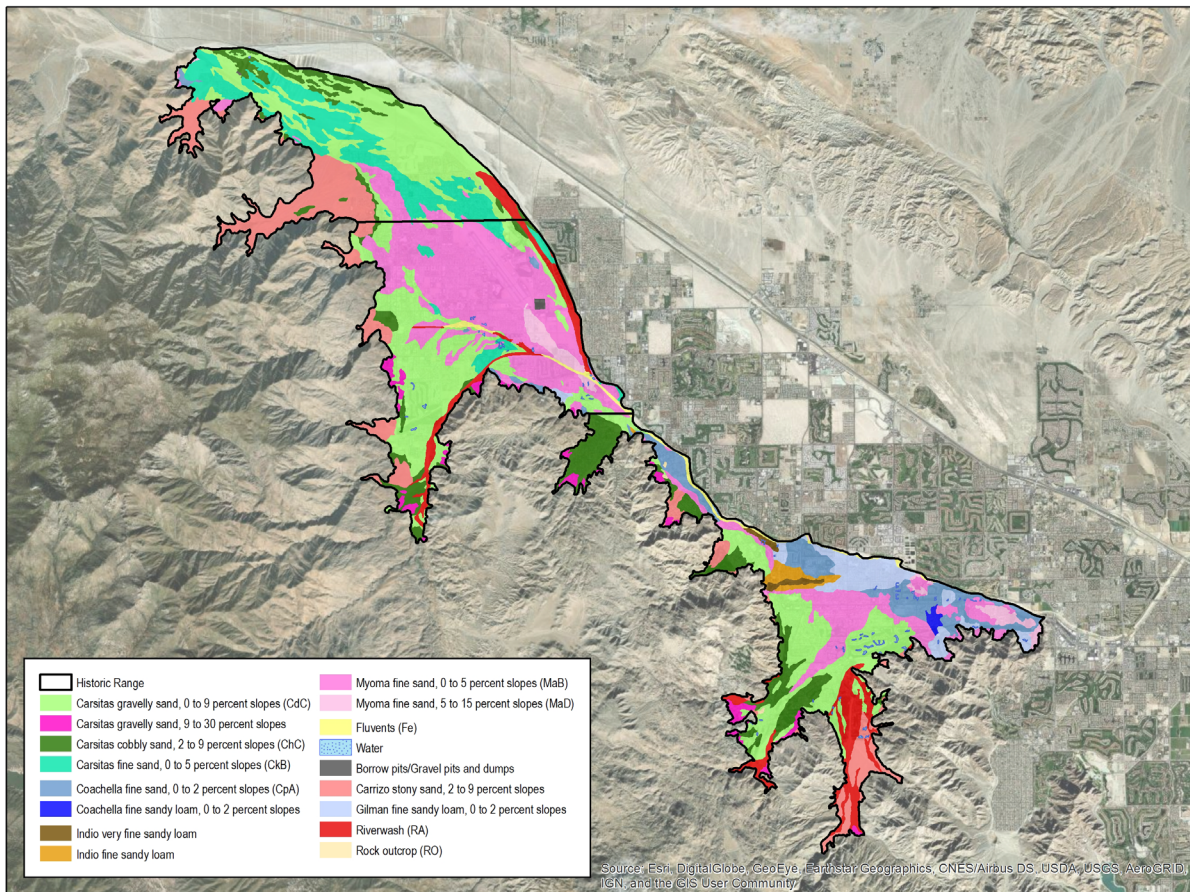 Historic Range
Carsitas gravelly sand, 0 to 9 percent slopes (CdC)
Carsitas gravelly sand, 9 to 30 percent slopes
Carsitas cobbly sand, 2 to 9 percent slopes (ChC)
Carsitas fine sand, 0 to 5 percent slopes (CkB)
Coachella fine sand, 0 to 2 percent slopes (CpA)
Coachella fine sandy loam, 0 to 2 percent slopes
Indio very fine sandy loam
Indio fine sandy loam
Myoma fine sand, 0 to 5 percent slopes (MaB)
Myoma fine sand, 5 to 15 percent slopes (MaD)
Fluvents (Fe)
Water
Borrow pits/Gravel pits and dumps
Carrizo stony sand, 2 to 9 percent slopes
Gilman fine sandy loam, 0 to 2 percent slopes
Riverwash (RA)
Rock outcrop (RO)
Source: Esri, DigitalGlobe, GeoEye, Earthstar Geographics, CNES/Airbus DS, USDA, USGS, AeroGRID,
IGN, and the GIS User Community